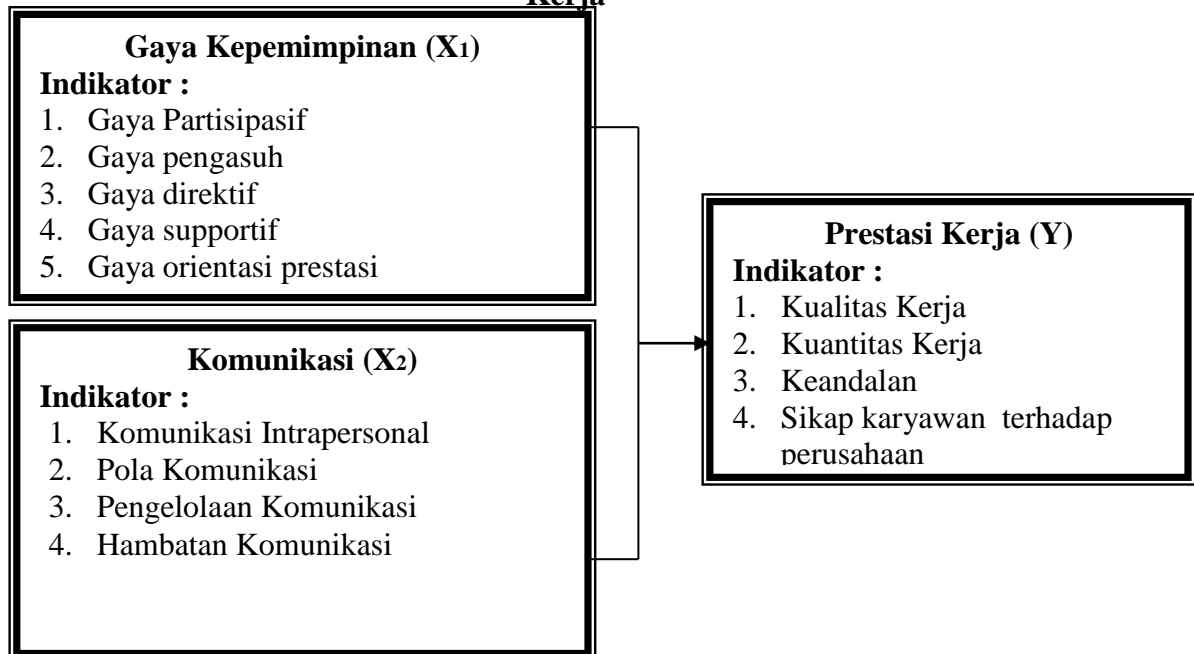 Kerja
Gaya Kepemimpinan (X1)
Indikator :
1. Gaya Partisipasif
2. Gaya pengasuh
3. Gaya direktif
4. Gaya supportif
5. Gaya orientasi prestasi
Komunikasi (X2)
Indikator :
1. Komunikasi Intrapersonal
2. Pola Komunikasi
3. Pengelolaan Komunikasi
4. Hambatan Komunikasi
Prestasi Kerja (Y)
Indikator :
1. Kualitas Kerja
2. Kuantitas Kerja
3. Keandalan
4. Sikap karyawan terhadap
perusahaan